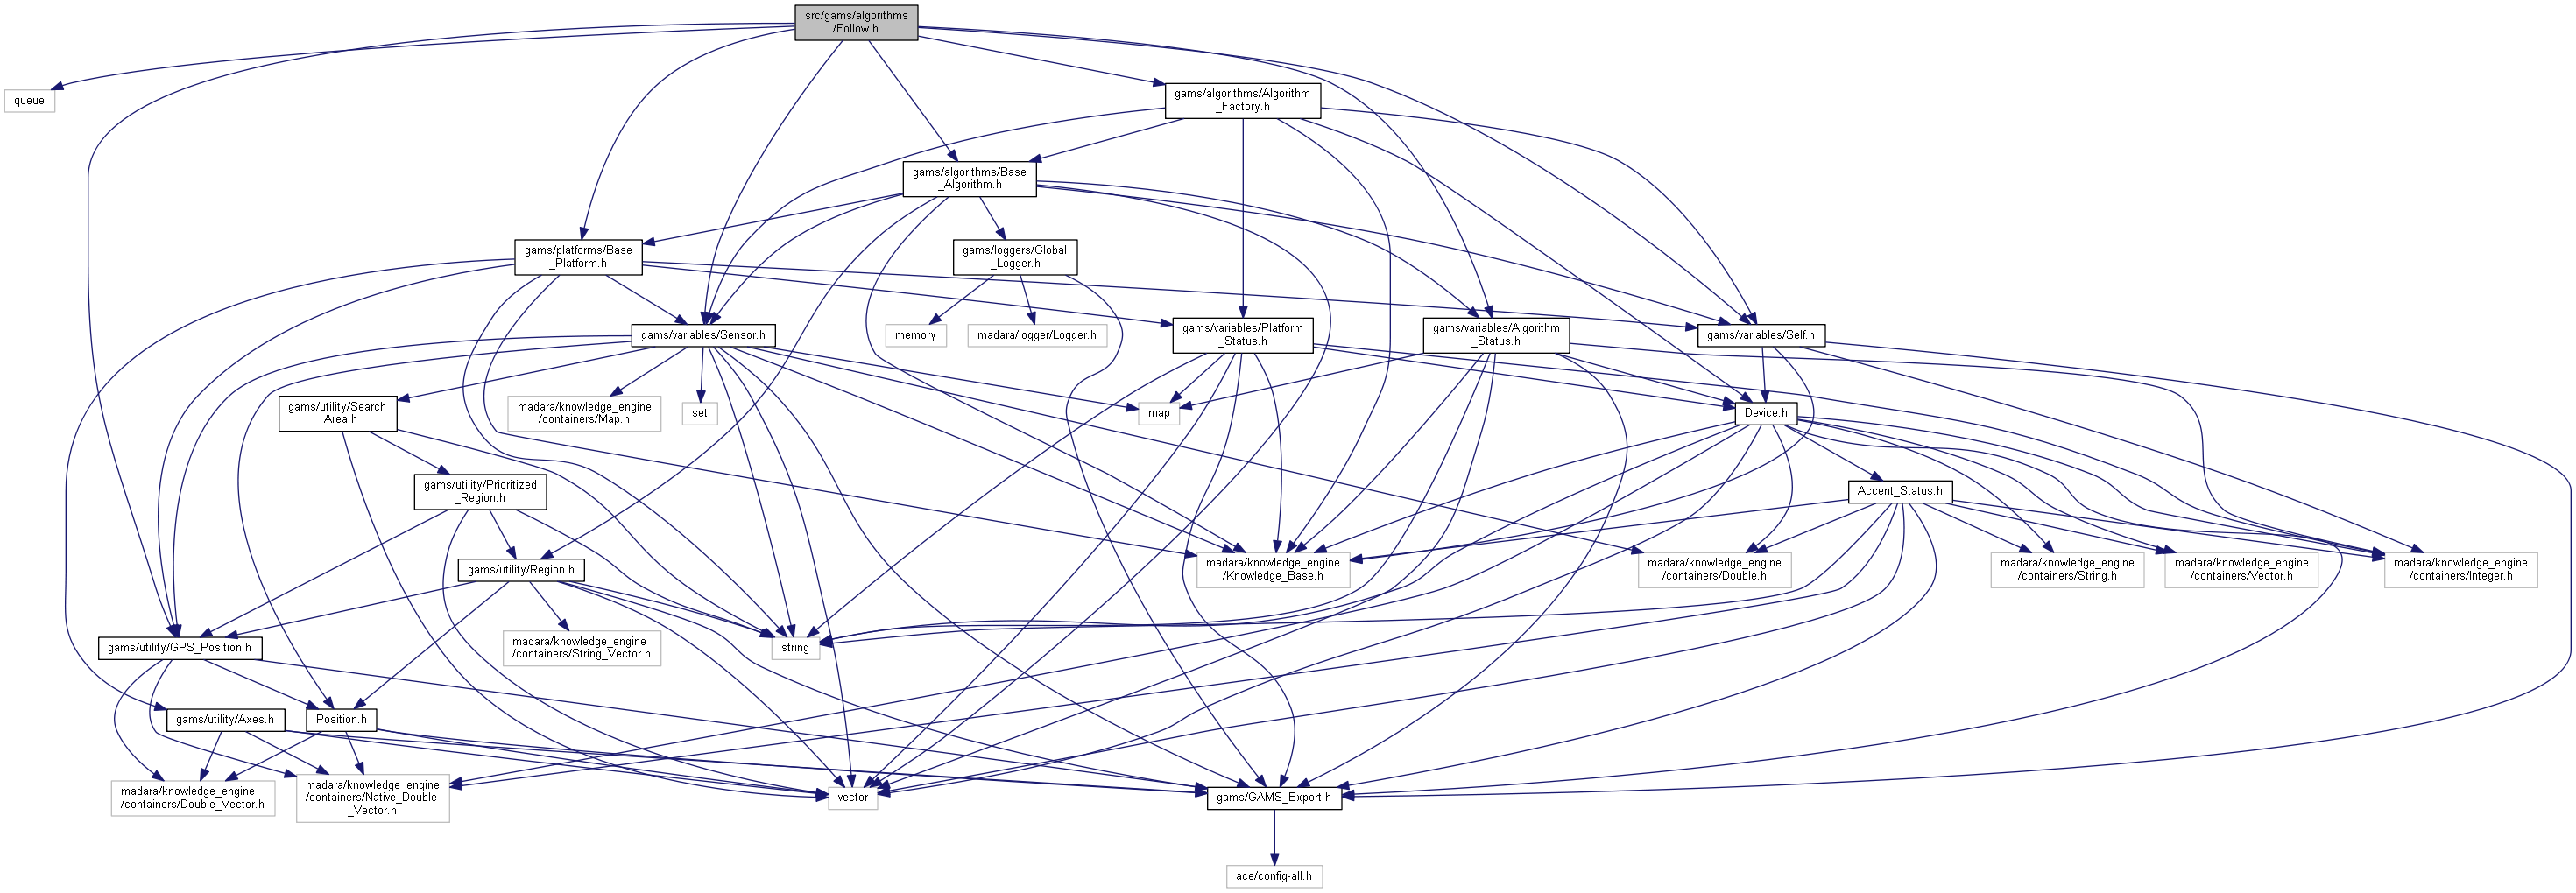 src/gams/algorithms
/Follow.h
queue
gams/algorithms/Algorithm
_Factory.h
gams/algorithms/Base
_Algorithm.h
gams/platforms/Base
_Platform.h
gams/loggers/Global
_Logger.h
gams/variables/Sensor.h
memory
madara/logger/Logger.h
gams/variables/Platform
_Status.h
gams/variables/Algorithm
_Status.h
gams/variables/Self.h
gams/utility/Search
_Area.h
madara/knowledge_engine
/containers/Map.h
set
map
Device.h
gams/utility/Prioritized
_Region.h
Accent_Status.h
gams/utility/Region.h
madara/knowledge_engine
/Knowledge_Base.h
madara/knowledge_engine
/containers/Double.h
madara/knowledge_engine
/containers/String.h
madara/knowledge_engine
/containers/Vector.h
madara/knowledge_engine
/containers/Integer.h
gams/utility/GPS_Position.h
madara/knowledge_engine
/containers/String_Vector.h
string
gams/utility/Axes.h
Position.h
madara/knowledge_engine
/containers/Double_Vector.h
madara/knowledge_engine
/containers/Native_Double
_Vector.h
vector
gams/GAMS_Export.h
ace/config-all.h